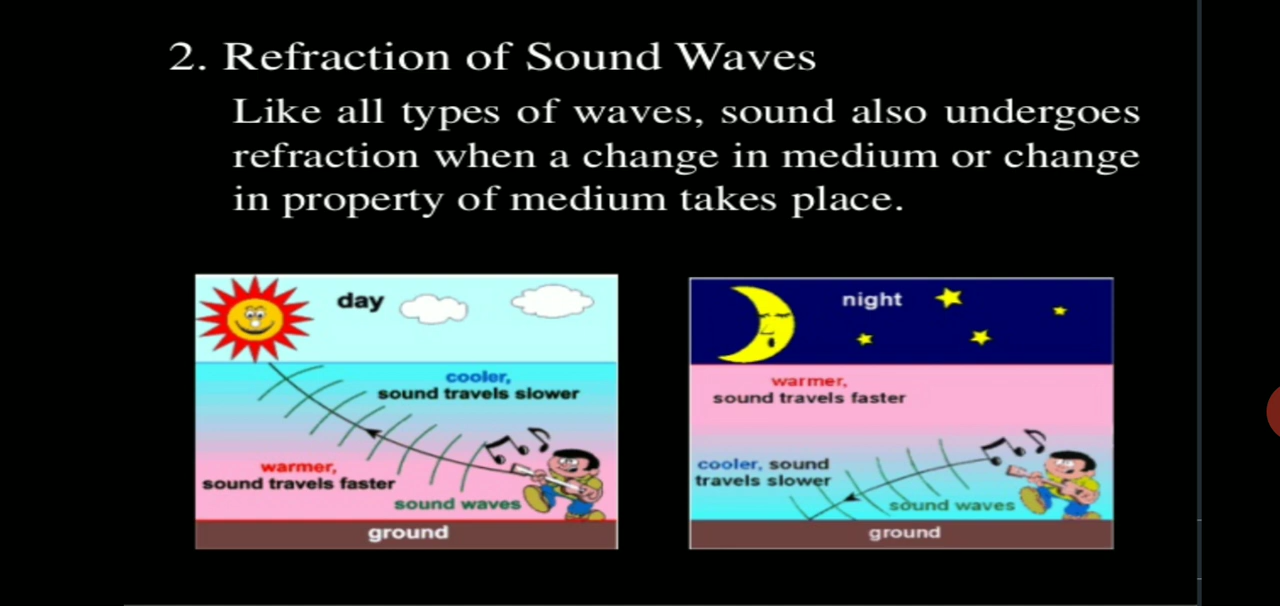 2. Refraction of Sound Waves
Like all types of waves, sound also undergoes
refraction when a change in medium or change
in property of medium takes place.
day
cooler,
sound travels slower
warmer,
sound travels faster
sound waves
ground
night
warmer,
sound travels faster
cooler, sound
travels slower
sound waves
ground